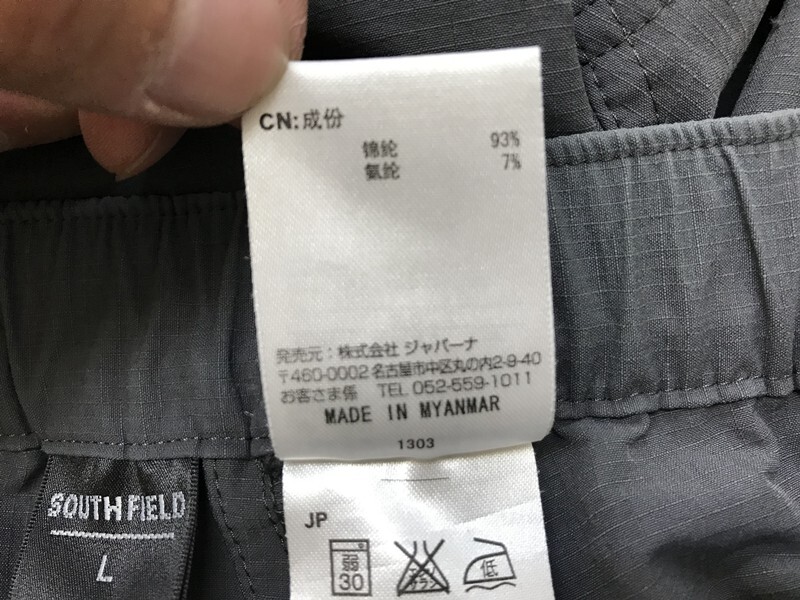 CN:成份
锦纶 93%
氨纶 7%
発売元：株式会社 ジャパーナ
〒460-0002 名古屋市中区丸の内2-9-40
お客さま係 TEL 052-559-1011
MADE IN MYANMAR
1303
SOUTH FIELD
L
JP
弱
30
低